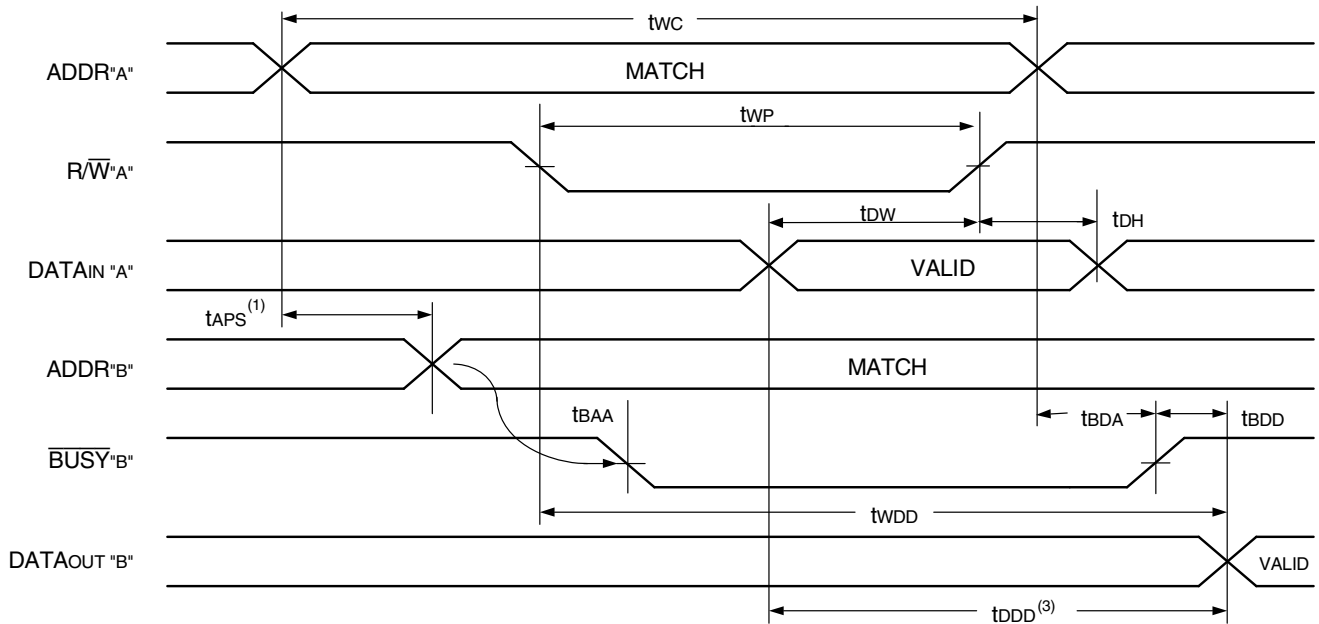 tWC
ADDR"A"
MATCH
tWP
R/W̅"A"
tDW
tDH
DATAIN "A"
VALID
tAPS(1)
ADDR"B"
MATCH
tBAA
tBDA
tBDD
B̅U̅S̅Y̅"B"
tWDD
DATAOUT "B"
VALID
tDDD(3)